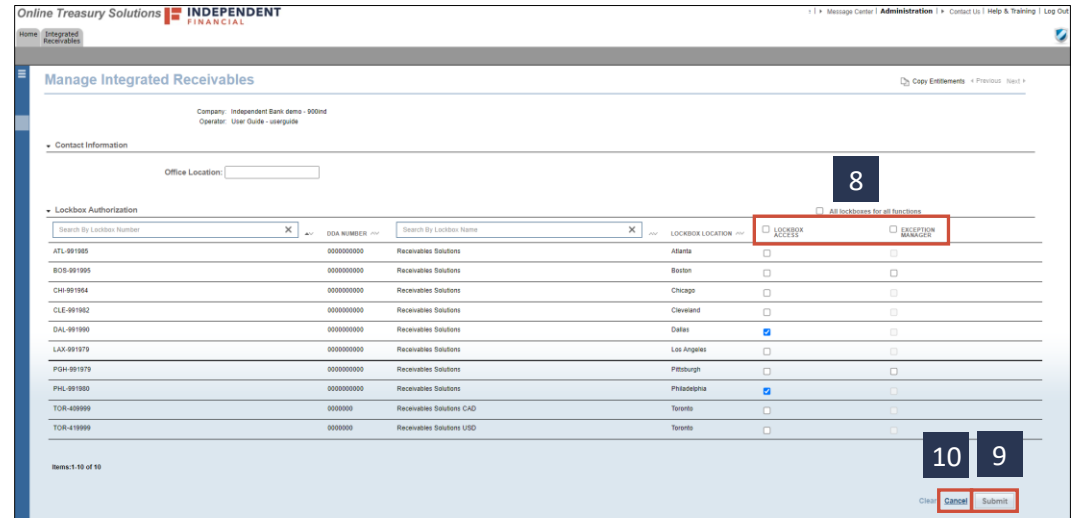 Online Treasury Solutions INDEPENDENT
FINANCIAL
Message Center | Administration | Contact Us | Help & Training | Log Out
Home Integrated
Receivables
Manage Integrated Receivables
Copy Entitlements Previous Next
Company: Independent Bank demo - 900ind
Operator: User Guide - userguide
Contact Information
Office Location:
8
Lockbox Authorization
All lockboxes for all functions
Search By Lockbox Number X DDA NUMBER Search By Lockbox Name X LOCKBOX LOCATION LOCKBOX ACCESS EXCEPTION MANAGER
ATL-991985 0000000000 Receivables Solutions Atlanta
BOS-991995 0000000000 Receivables Solutions Boston
CHI-991964 0000000000 Receivables Solutions Chicago
CLE-991982 0000000000 Receivables Solutions Cleveland
DAL-991990 0000000000 Receivables Solutions Dallas
LAX-991979 0000000000 Receivables Solutions Los Angeles
PGH-991979 0000000000 Receivables Solutions Pittsburgh
PHL-991980 0000000000 Receivables Solutions Philadelphia
TOR-409999 0000000 Receivables Solutions CAD Toronto
TOR-419999 0000000 Receivables Solutions USD Toronto
Items:1-10 of 10
10 9
Clear Cancel Submit